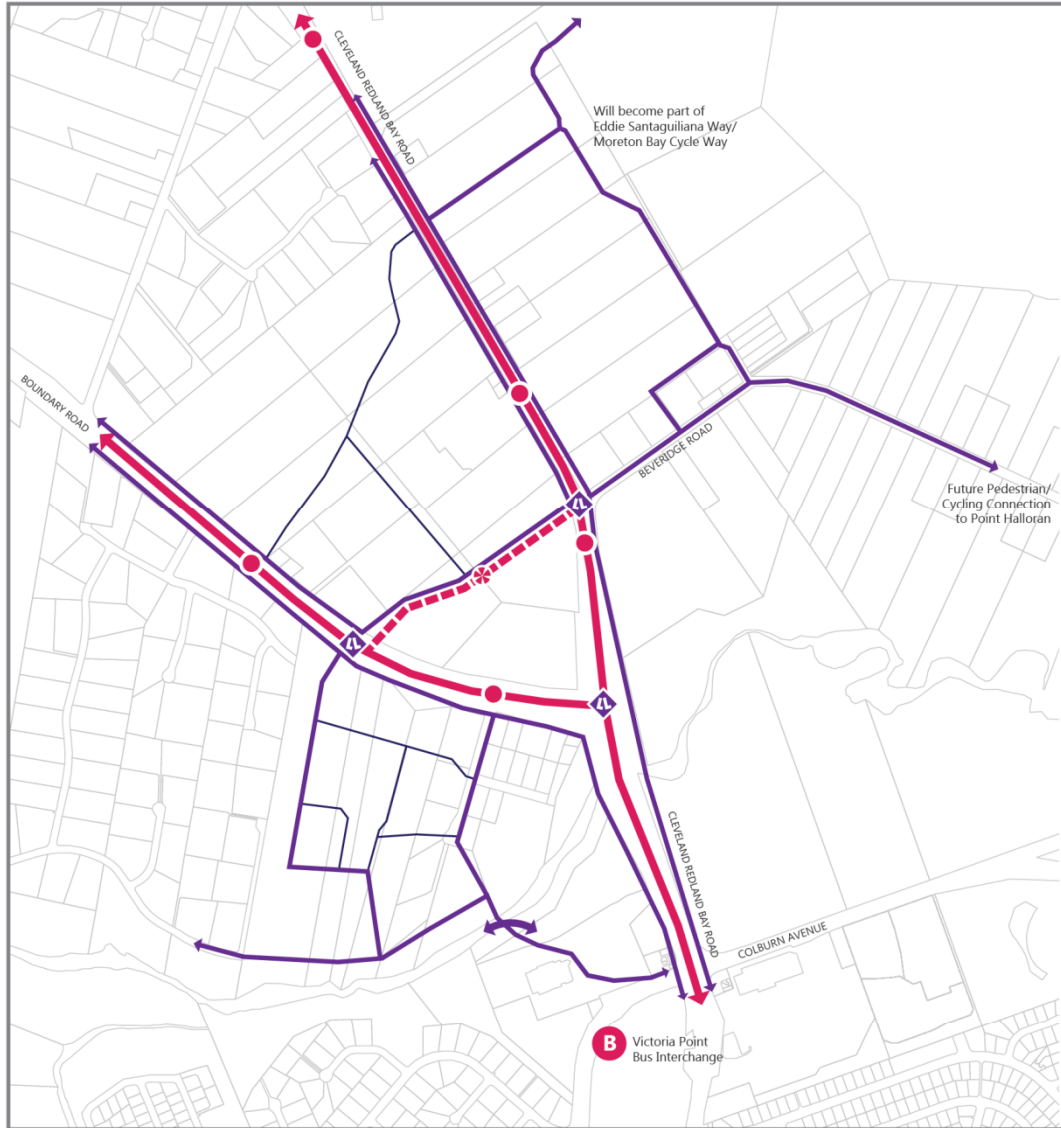 CLEVELAND REDLAND BAY ROAD
Will become part of
Eddie Santaguiliana Way/
Moreton Bay Cycle Way
BOUNDARY ROAD
BEVERIDGE ROAD
Future Pedestrian/
Cycling Connection
to Point Halloran
CLEVELAND REDLAND BAY ROAD
COLBURN AVENUE
B
Victoria Point
Bus Interchange